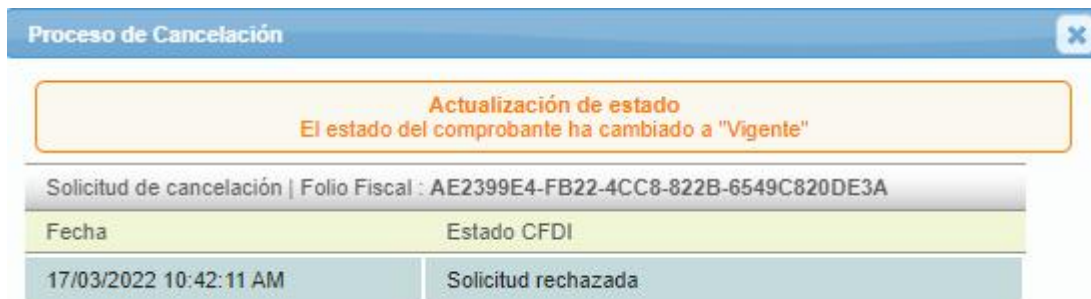 Proceso de Cancelación
Actualización de estado
El estado del comprobante ha cambiado a "Vigente"
Solicitud de cancelación | Folio Fiscal : AE2399E4-FB22-4CC8-822B-6549C820DE3A
Fecha Estado CFDI
17/03/2022 10:42:11 AM Solicitud rechazada